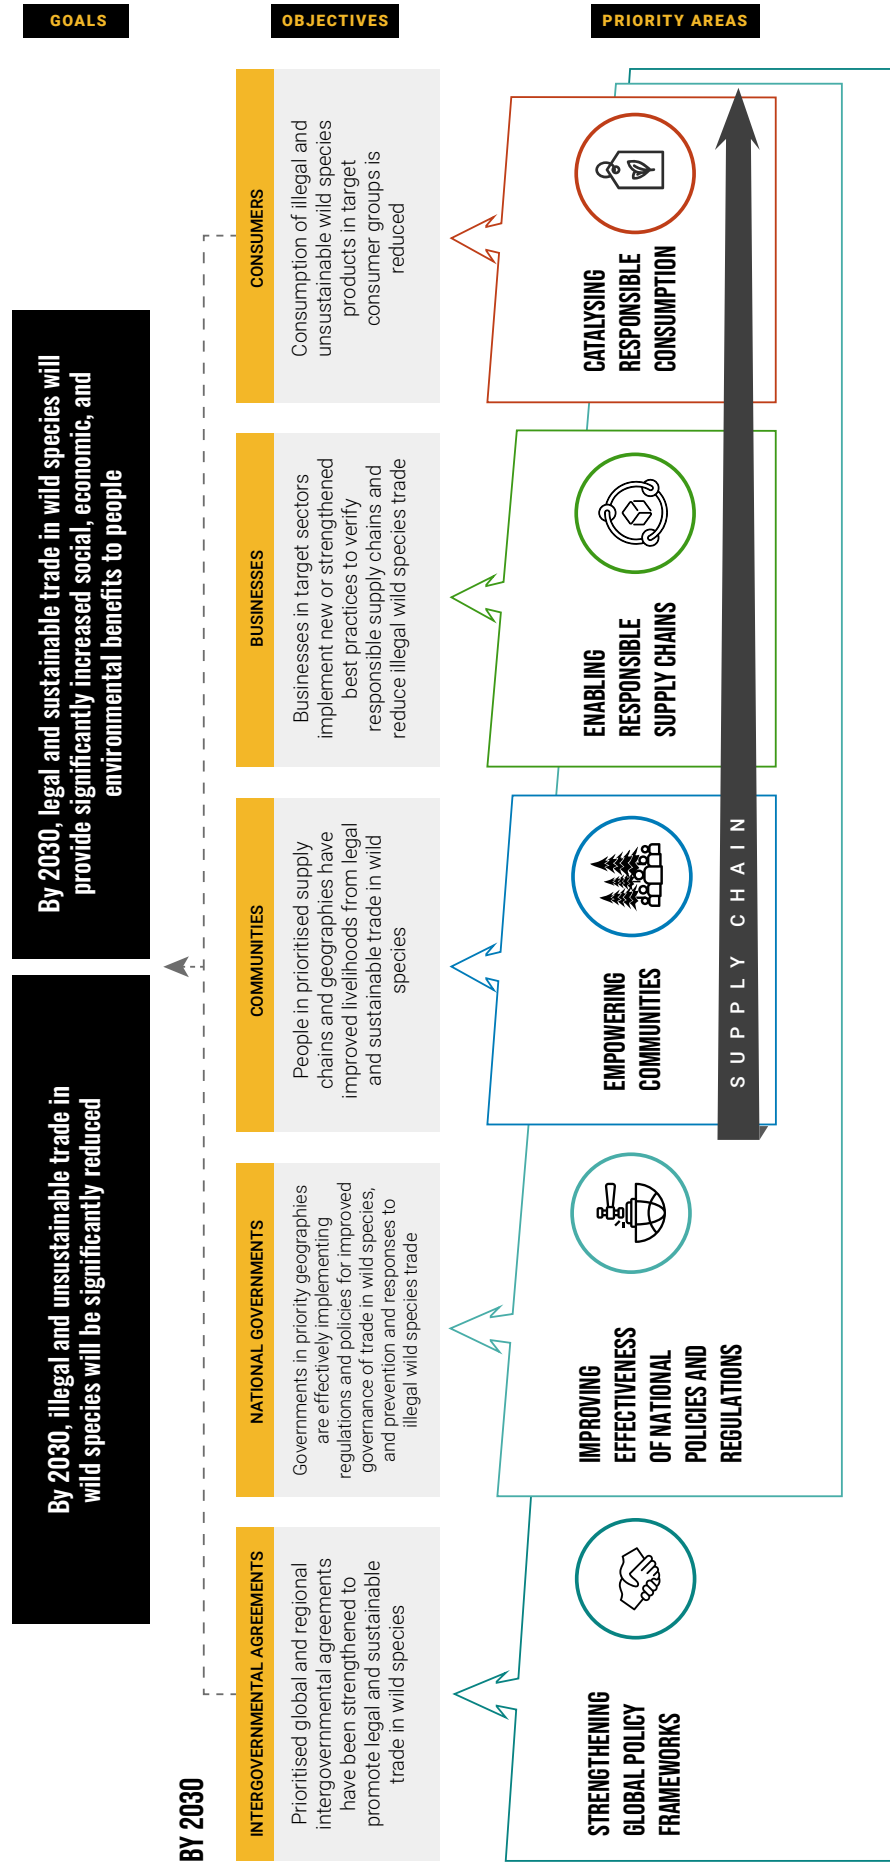 GOALS
OBJECTIVES
PRIORITY AREAS
By 2030, illegal and unsustainable trade in
wild species will be significantly reduced
By 2030, legal and sustainable trade in wild species will
provide significantly increased social, economic, and
environmental benefits to people
BY 2030
INTERGOVERNMENTAL AGREEMENTS
Prioritised global and regional
intergovernmental agreements
have been strengthened to
promote legal and sustainable
trade in wild species
NATIONAL GOVERNMENTS
Governments in priority geographies
are effectively implementing
regulations and policies for improved
governance of trade in wild species,
and prevention and responses to
illegal wild species trade
COMMUNITIES
People in prioritised supply
chains and geographies have
improved livelihoods from legal
and sustainable trade in wild
species
BUSINESSES
Businesses in target sectors
implement new or strengthened
best practices to verify
responsible supply chains and
reduce illegal wild species trade
CONSUMERS
Consumption of illegal and
unsustainable wild species
products in target
consumer groups is
reduced
STRENGTHENING
GLOBAL POLICY
FRAMEWORKS
IMPROVING
EFFECTIVENESS
OF NATIONAL
POLICIES AND
REGULATIONS
EMPOWERING
COMMUNITIES
ENABLING
RESPONSIBLE
SUPPLY CHAINS
CATALYSING
RESPONSIBLE
CONSUMPTION
SUPPLY CHAIN